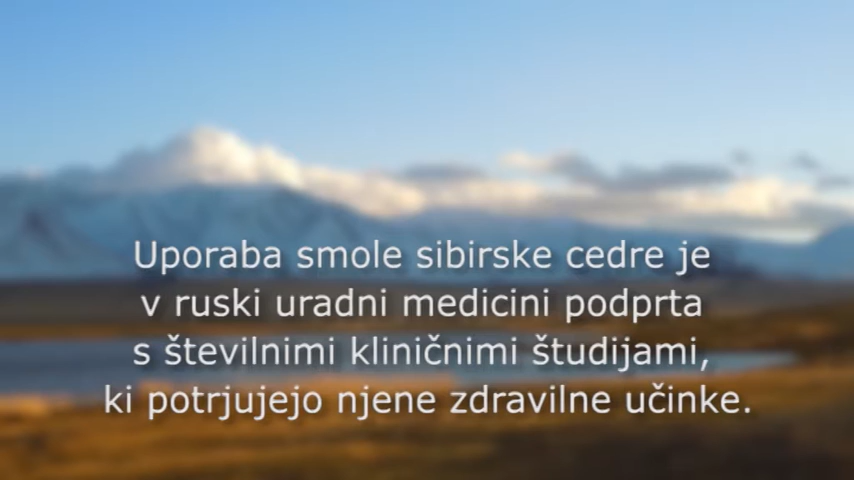 Uporaba smole sibirske cedre je
v ruski uradni medicini podprta
s številnimi kliničnimi študijami,
ki potrjujejo njene zdravilne učinke.